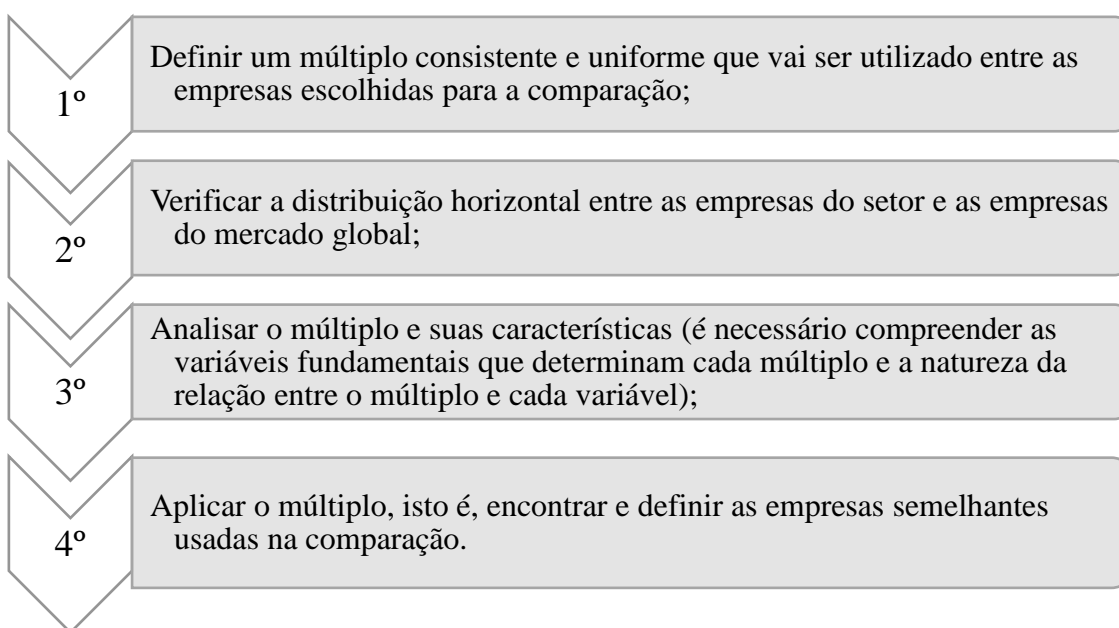 1º
Definir um múltiplo consistente e uniforme que vai ser utilizado entre as
empresas escolhidas para a comparação;
2º
Verificar a distribuição horizontal entre as empresas do setor e as empresas
do mercado global;
3º
Analisar o múltiplo e suas características (é necessário compreender as
variáveis fundamentais que determinam cada múltiplo e a natureza da
relação entre o múltiplo e cada variável);
4º
Aplicar o múltiplo, isto é, encontrar e definir as empresas semelhantes
usadas na comparação.